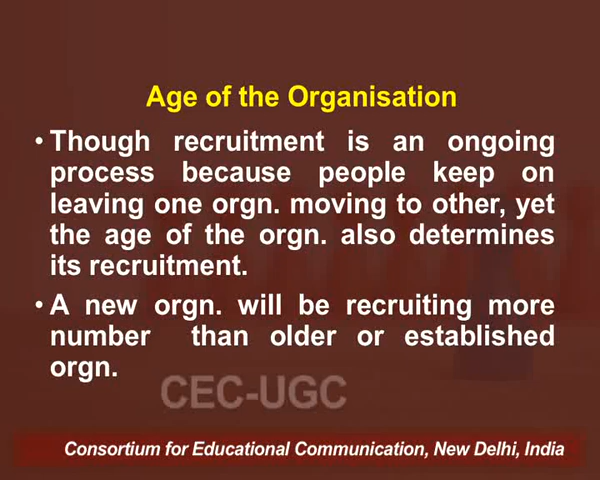 Age of the Organisation
• Though recruitment is an ongoing
process because people keep on
leaving one orgn. moving to other, yet
the age of the orgn. also determines
its recruitment.
• A new orgn. will be recruiting more
number than older or established
orgn.
CEC-UGC
Consortium for Educational Communication, New Delhi, India